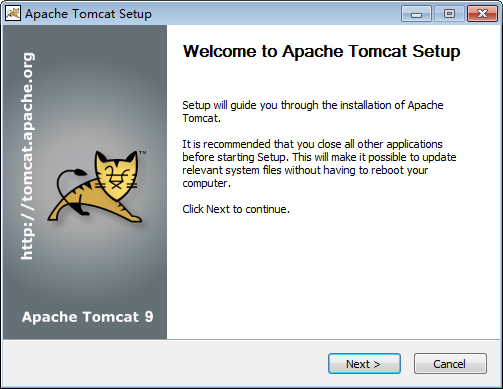 Apache Tomcat Setup
http://tomcat.apache.org
Welcome to Apache Tomcat Setup
Setup will guide you through the installation of Apache
Tomcat.
It is recommended that you close all other applications
before starting Setup. This will make it possible to update
relevant system files without having to reboot your
computer.
Click Next to continue.
TM
Apache Tomcat 9
Next >
Cancel